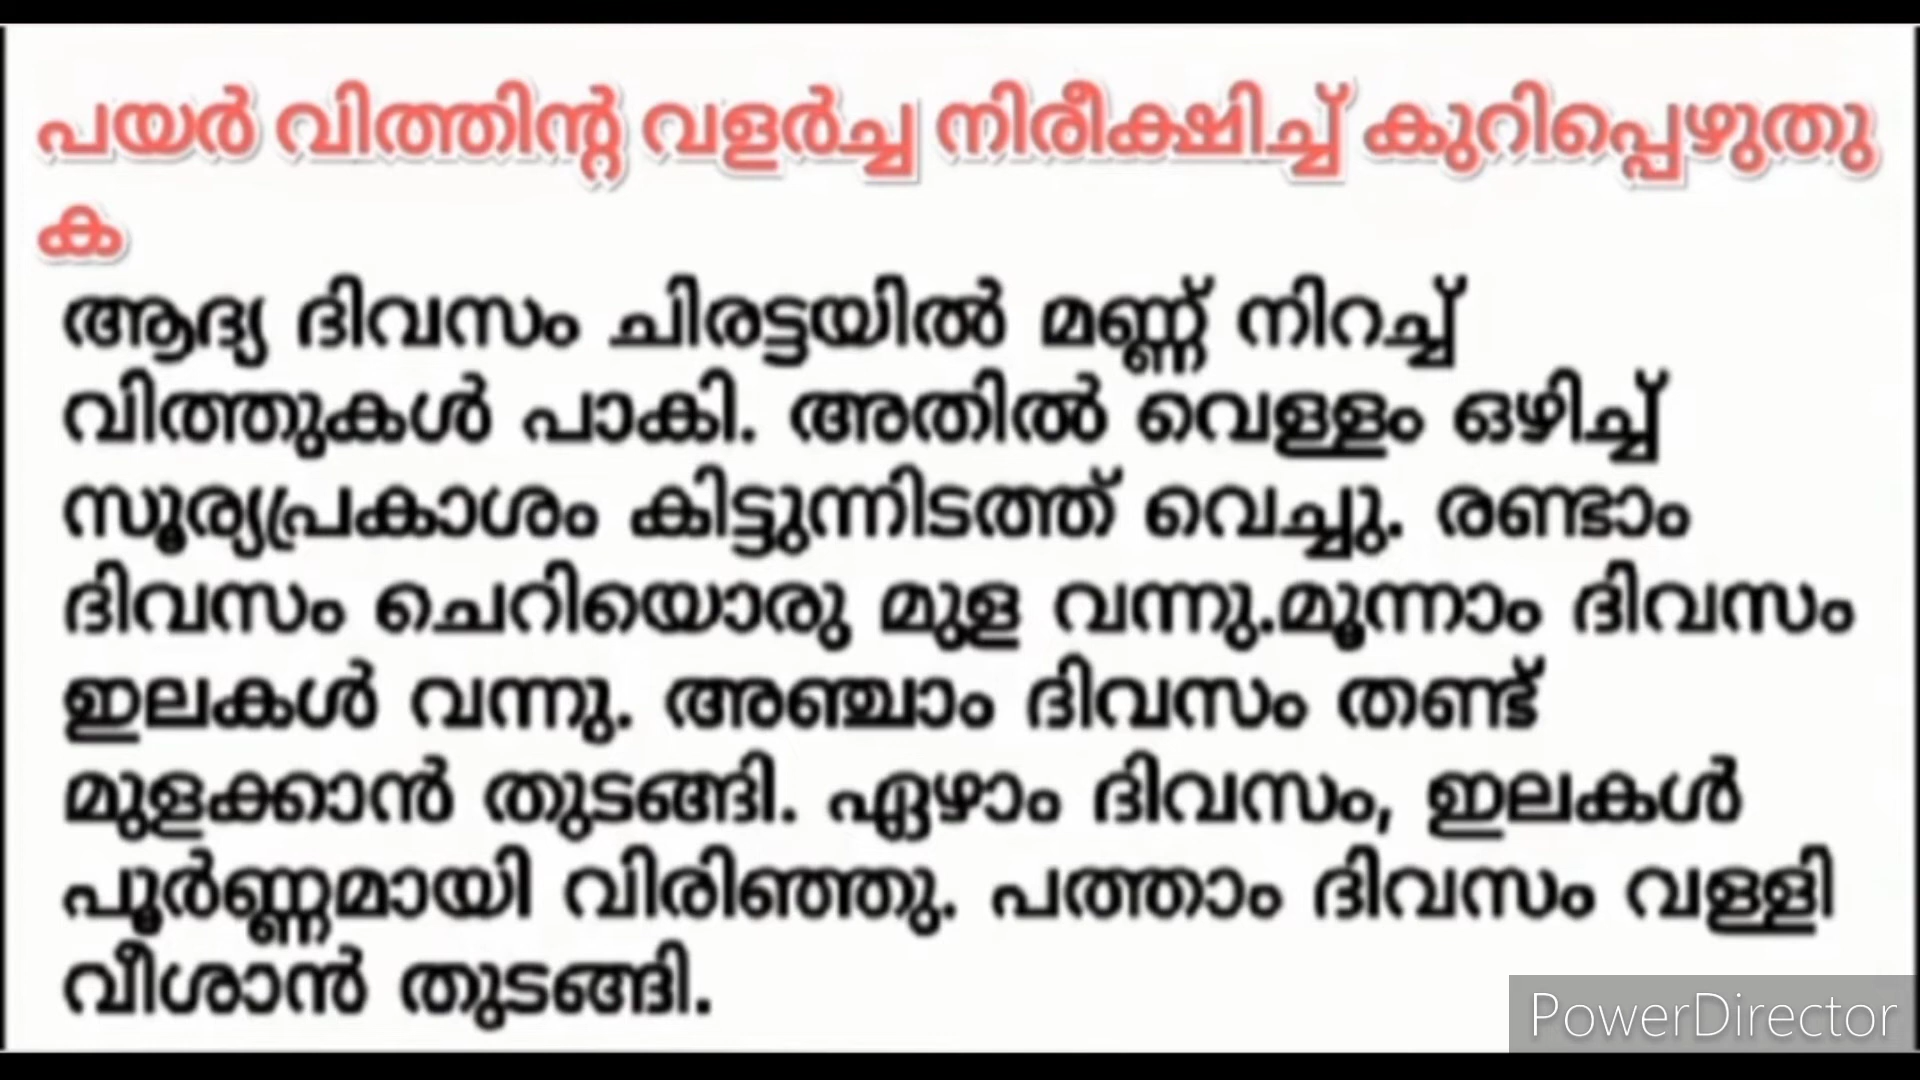 പയർ വിത്തിന്റ വളർച്ച നിരീക്ഷിച്ച് കുറിപ്പെഴുതു
ക
ആദ്യ ദിവസം ചിരട്ടയിൽ മണ്ണ് നിറച്ച്
വിത്തുകൾ പാകി. അതിൽ വെള്ളം ഒഴിച്ച്
സൂര്യപ്രകാശം കിട്ടുന്നിടത്ത് വെച്ചു. രണ്ടാം
ദിവസം ചെറിയൊരു മുള വന്നു.മൂന്നാം ദിവസം
ഇലകൾ വന്നു. അഞ്ചാം ദിവസം തണ്ട്
മുളക്കാൻ തുടങ്ങി. ഏഴാം ദിവസം, ഇലകൾ
പൂർണ്ണമായി വിരിഞ്ഞു. പത്താം ദിവസം വള്ളി
വീശാൻ തുടങ്ങി.
PowerDirector